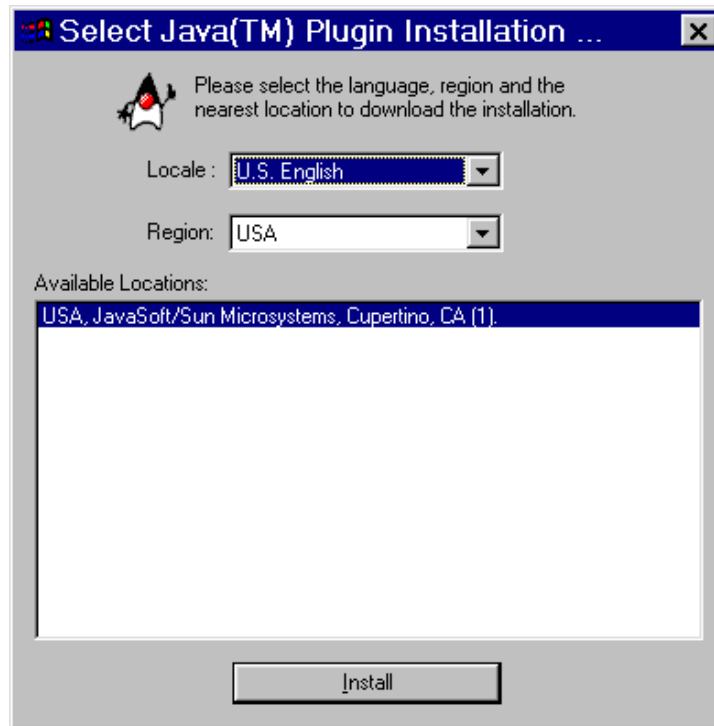 Select Java(TM) Plugin Installation ...
Please select the language, region and the
nearest location to download the installation.
Locale : U.S. English
Region: USA
Available Locations:
USA, JavaSoft/Sun Microsystems, Cupertino, CA (1).
Install